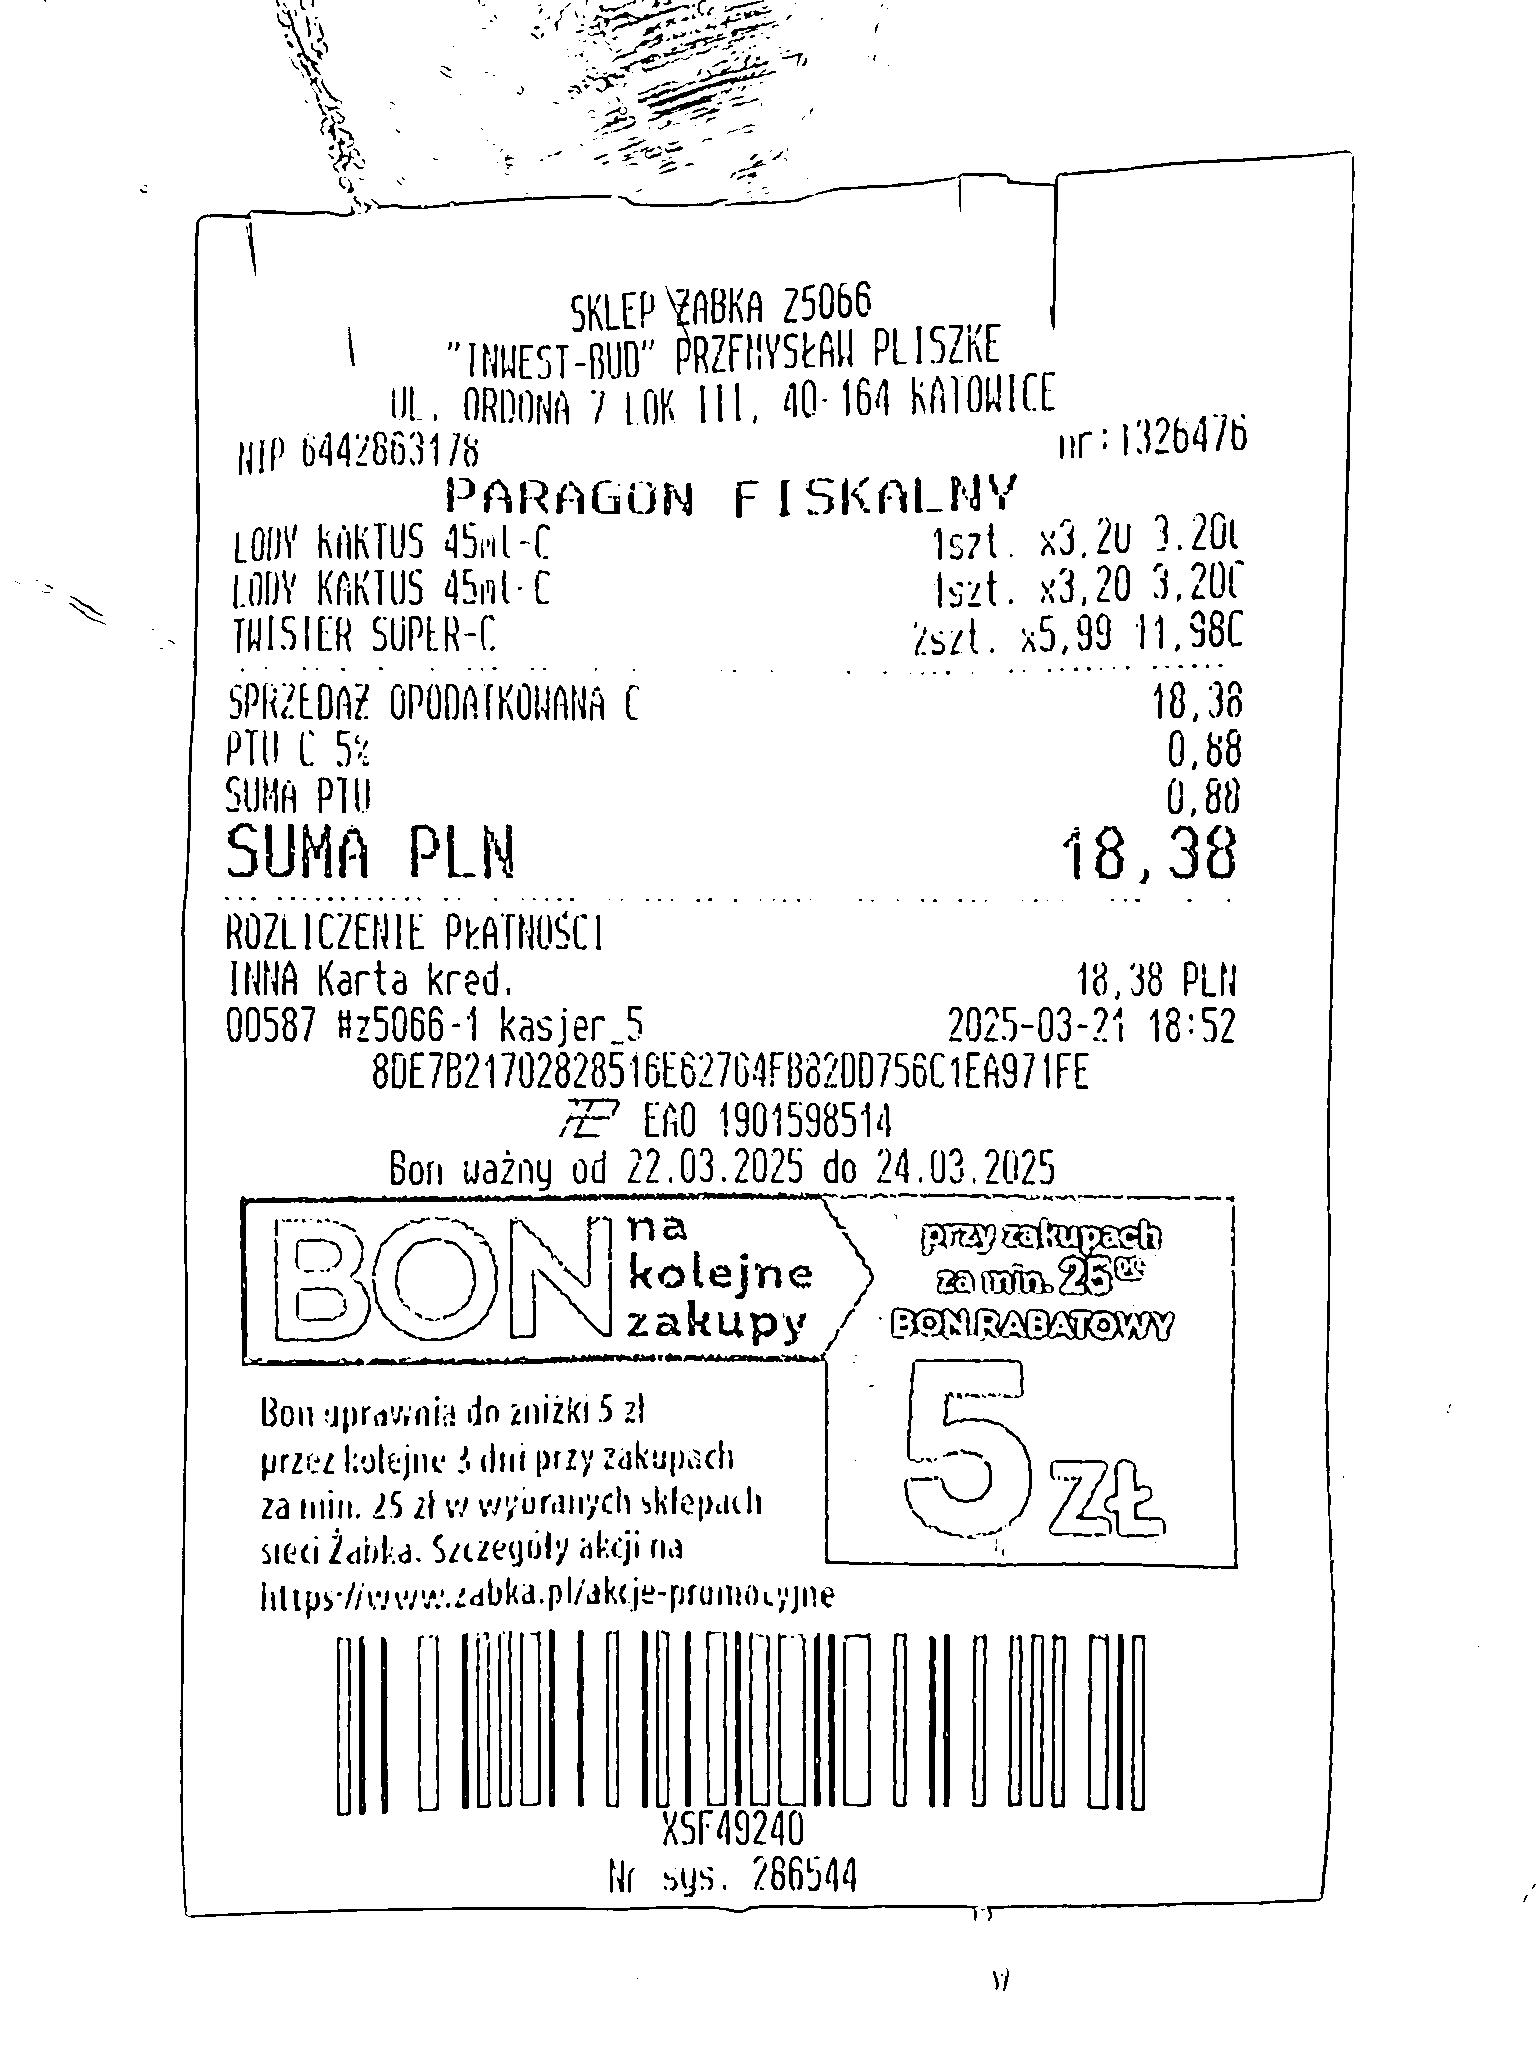 SKLEP ŻABKA Z5066
"INWEST-BUD" PRZEMYSŁAW PLISZKE
UL. ORDONA 7 LOK III, 40-164 KATOWICE
NIP 6442863178 nr:1326476
PARAGON FISKALNY
LODY KAKTUS 45ml-C 1szt. x3,20 3,20C
LODY KAKTUS 45ml-C 1szt. x3,20 3,20C
TWISTER SUPER-C 2szt. x5,99 11,98C
SPRZEDAŻ OPODATKOWANA C 18,38
PTU C 5% 0,88
SUMA PTU 0,88
SUMA PLN 18,38
ROZLICZENIE PŁATNOŚCI
INNA Karta kred. 18,38 PLN
00587 #z5066-1 kasjer_5 2025-03-21 18:52
8DE7B21702828516E62764FB82DD756C1EA971FE
EAO 1901598514
Bon ważny od 22.03.2025 do 24.03.2025
BON na kolejne zakupy
przy zakupach
za min. 25⁰⁰
BON RABATOWY
5 ZŁ
Bon uprawnia do zniżki 5 zł
przez kolejne 3 dni przy zakupach
za min. 25 zł w wybranych sklepach
sieci Żabka. Szczegóły akcji na
https://www.zabka.pl/akcje-promocyjne
XSF49240
Nr sys. 286544